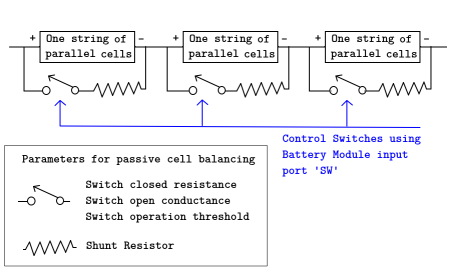 + One string of −
parallel cells
+ One string of −
parallel cells
+ One string of −
parallel cells
Control Switches using
Battery Module input
port 'SW'
Parameters for passive cell balancing
Switch closed resistance
Switch open conductance
Switch operation threshold
Shunt Resistor